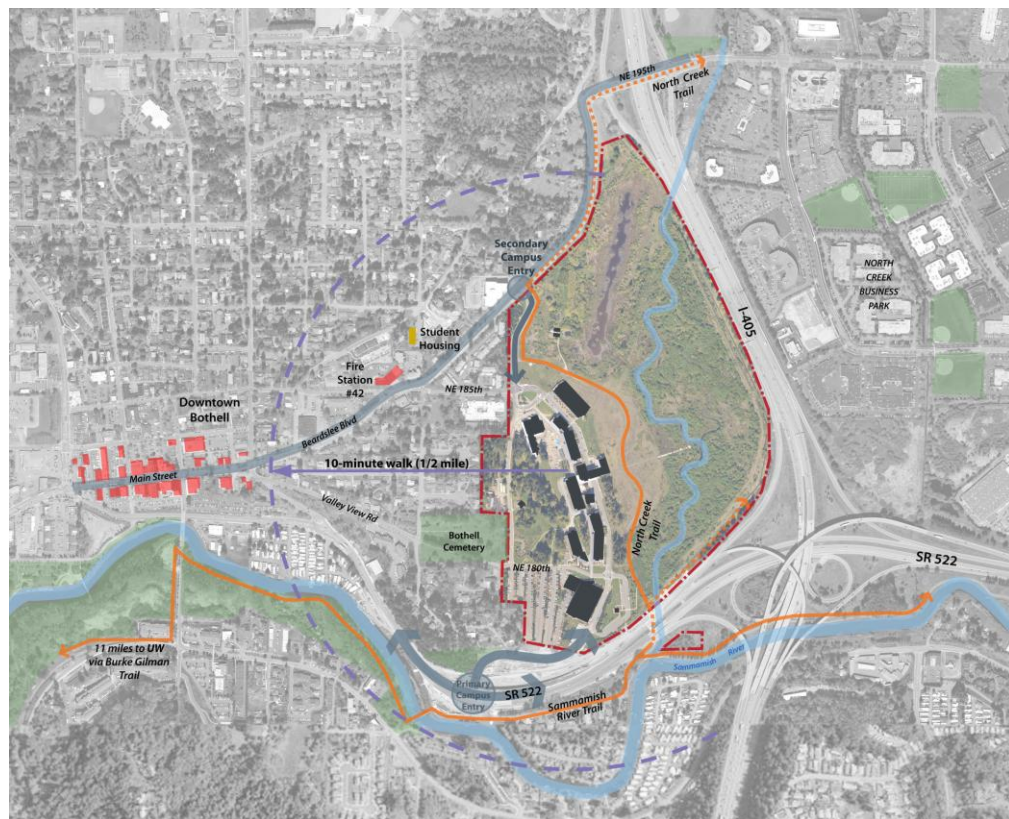 NE 195th
North Creek
Trail
Secondary
Campus
Entry
NORTH
CREEK
BUSINESS
PARK
I-405
Student
Housing
Fire
Station
#42
NE 185th
Downtown
Bothell
Beardslee Blvd
10-minute walk (1/2 mile)
Main Street
Valley View Rd
North Creek
Trail
Bothell
Cemetery
NE 180th
SR 522
11 miles to UW
via Burke Gilman
Trail
Primary
Campus
Entry
SR 522
Sammamish
River Trail
Sammamish River